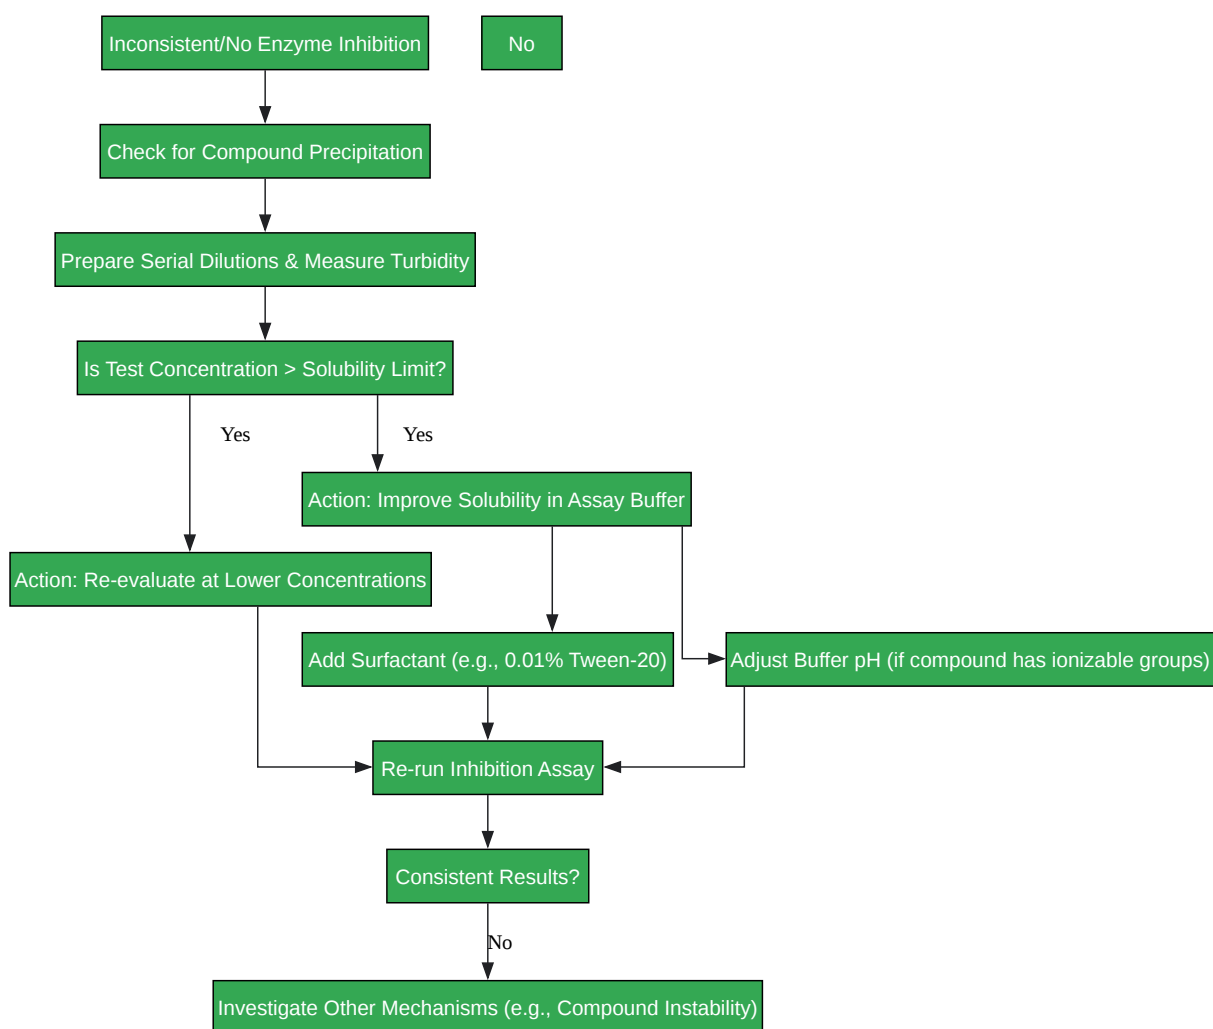 Inconsistent/No Enzyme Inhibition
No
Check for Compound Precipitation
Prepare Serial Dilutions & Measure Turbidity
Is Test Concentration > Solubility Limit?
Yes
Yes
Action: Improve Solubility in Assay Buffer
Action: Re-evaluate at Lower Concentrations
Add Surfactant (e.g., 0.01% Tween-20)
Adjust Buffer pH (if compound has ionizable groups)
Re-run Inhibition Assay
Consistent Results?
No
Investigate Other Mechanisms (e.g., Compound Instability)